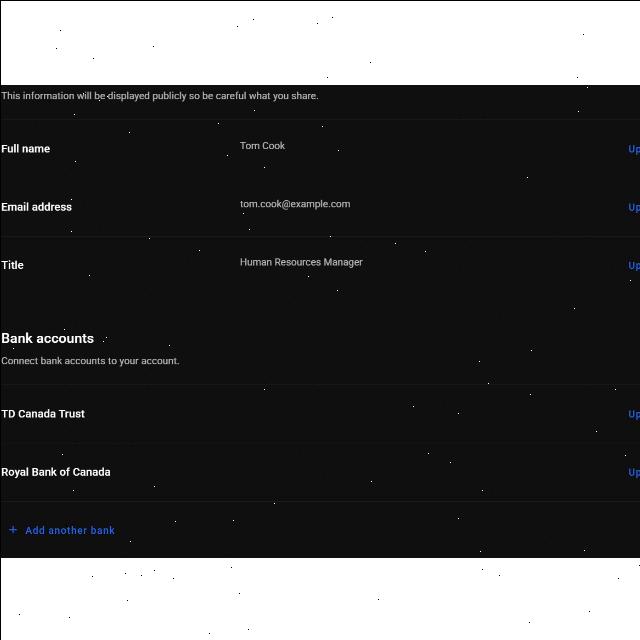 This information will be displayed publicly so be careful what you share.
Full name Tom Cook Up
Email address tom.cook@example.com Up
Title Human Resources Manager Up
Bank accounts
Connect bank accounts to your account.
TD Canada Trust Up
Royal Bank of Canada Up
+ Add another bank